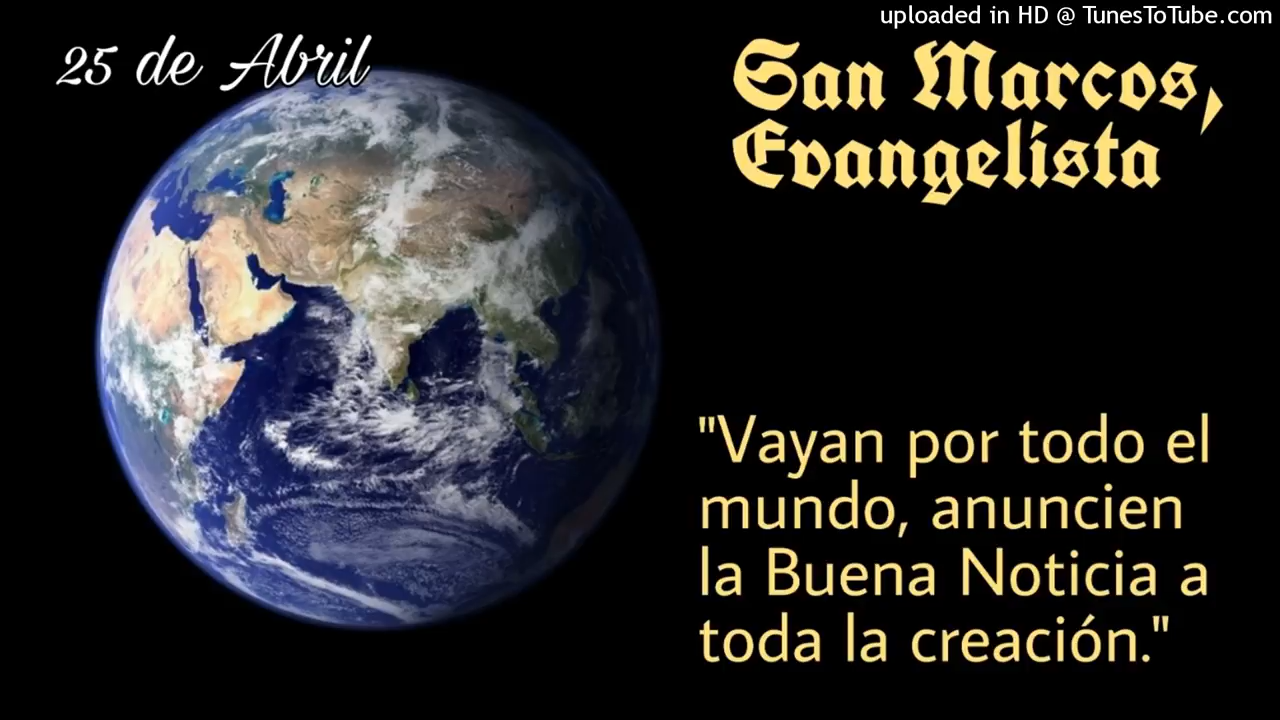 uploaded in HD @ TunesToTube.com
25 de Abril
San Marcos,
Evangelista
"Vayan por todo el
mundo, anuncien
la Buena Noticia a
toda la creación."